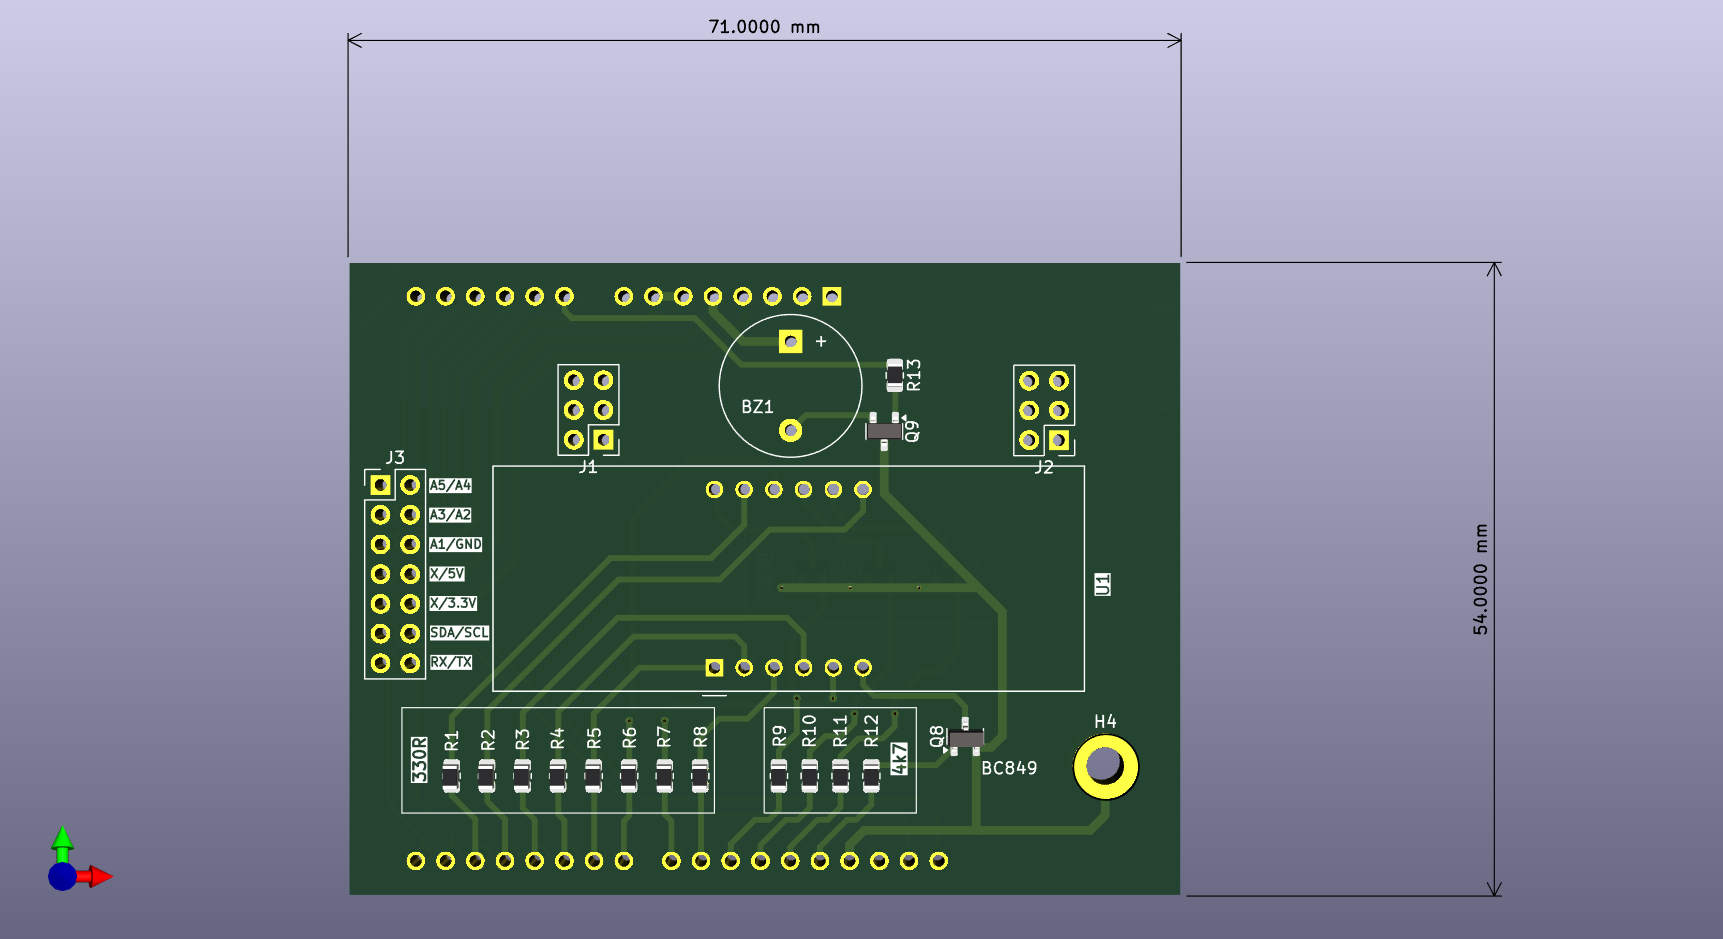 71.0000 mm
+
R13
BZ1
Q9
J1
J2
J3
A5/A4
A3/A2
A1/GND
X/5V
X/3.3V
SDA/SCL
RX/TX
U1
54.0000 mm
330R
R1
R2
R3
R4
R5
R6
R7
R8
R9
R10
R11
R12
4k7
Q8
BC849
H4